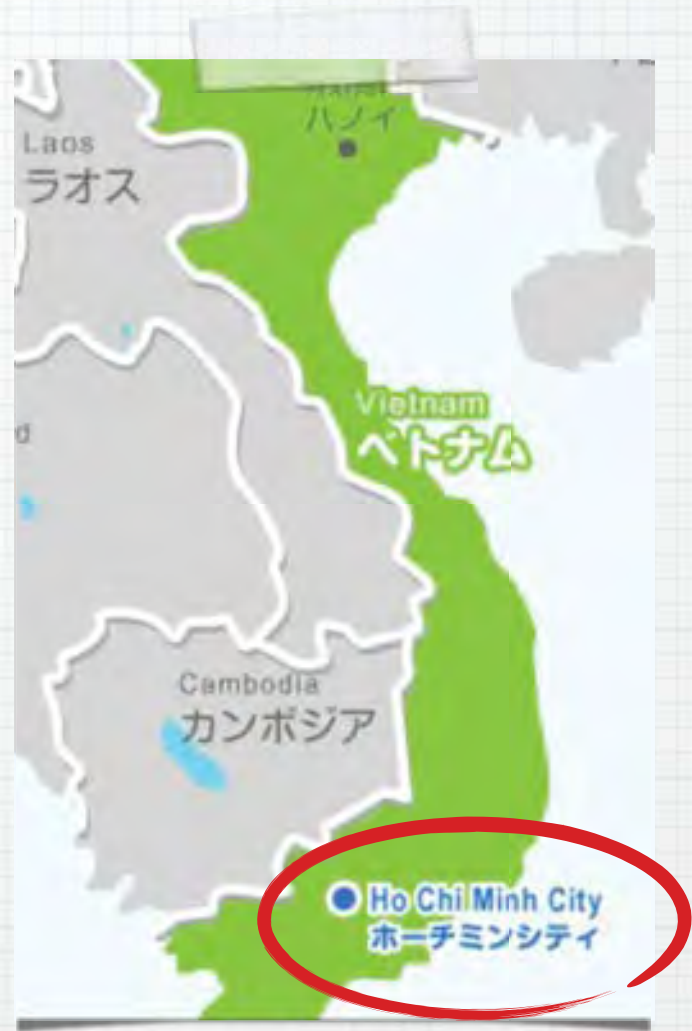 ハノイ
Laos
ラオス
Vietnam
ベトナム
d
Cambodia
カンボジア
Ho Chi Minh City
ホーチミンシティ